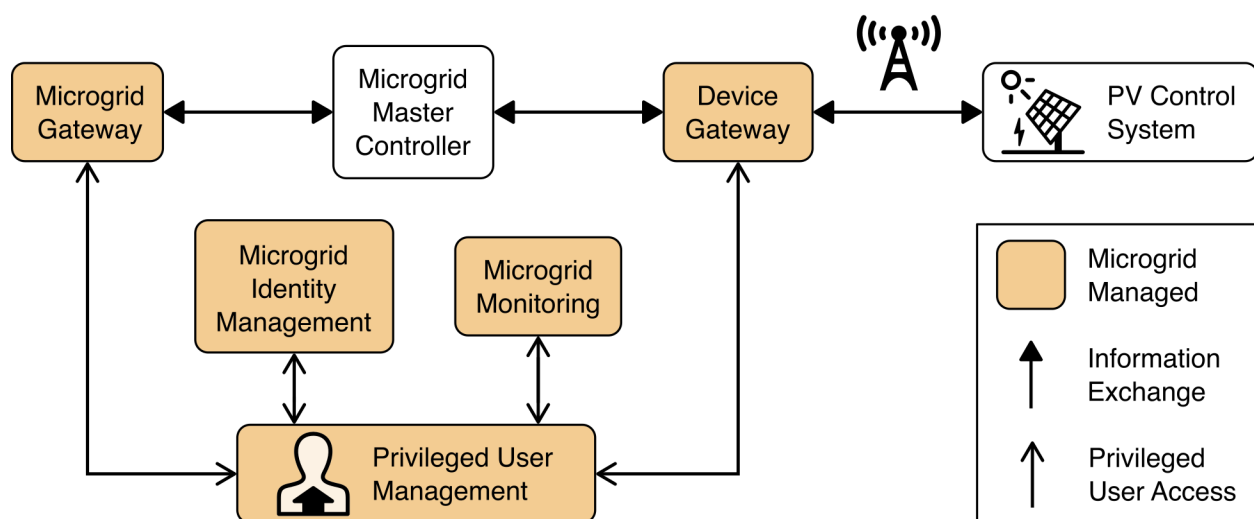 Microgrid
Gateway
Microgrid
Master
Controller
Device
Gateway
PV Control
System
Microgrid
Identity
Management
Microgrid
Monitoring
Privileged User
Management
Microgrid
Managed
Information
Exchange
Privileged
User Access